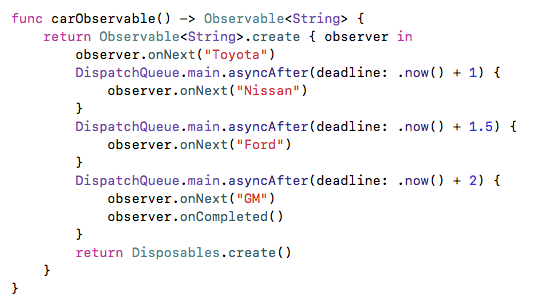 func carObservable() -> Observable<String> {
    return Observable<String>.create { observer in
        observer.onNext("Toyota")
        DispatchQueue.main.asyncAfter(deadline: .now() + 1) {
            observer.onNext("Nissan")
        }
        DispatchQueue.main.asyncAfter(deadline: .now() + 1.5) {
            observer.onNext("Ford")
        }
        DispatchQueue.main.asyncAfter(deadline: .now() + 2) {
            observer.onNext("GM")
            observer.onCompleted()
        }
        return Disposables.create()
    }
}